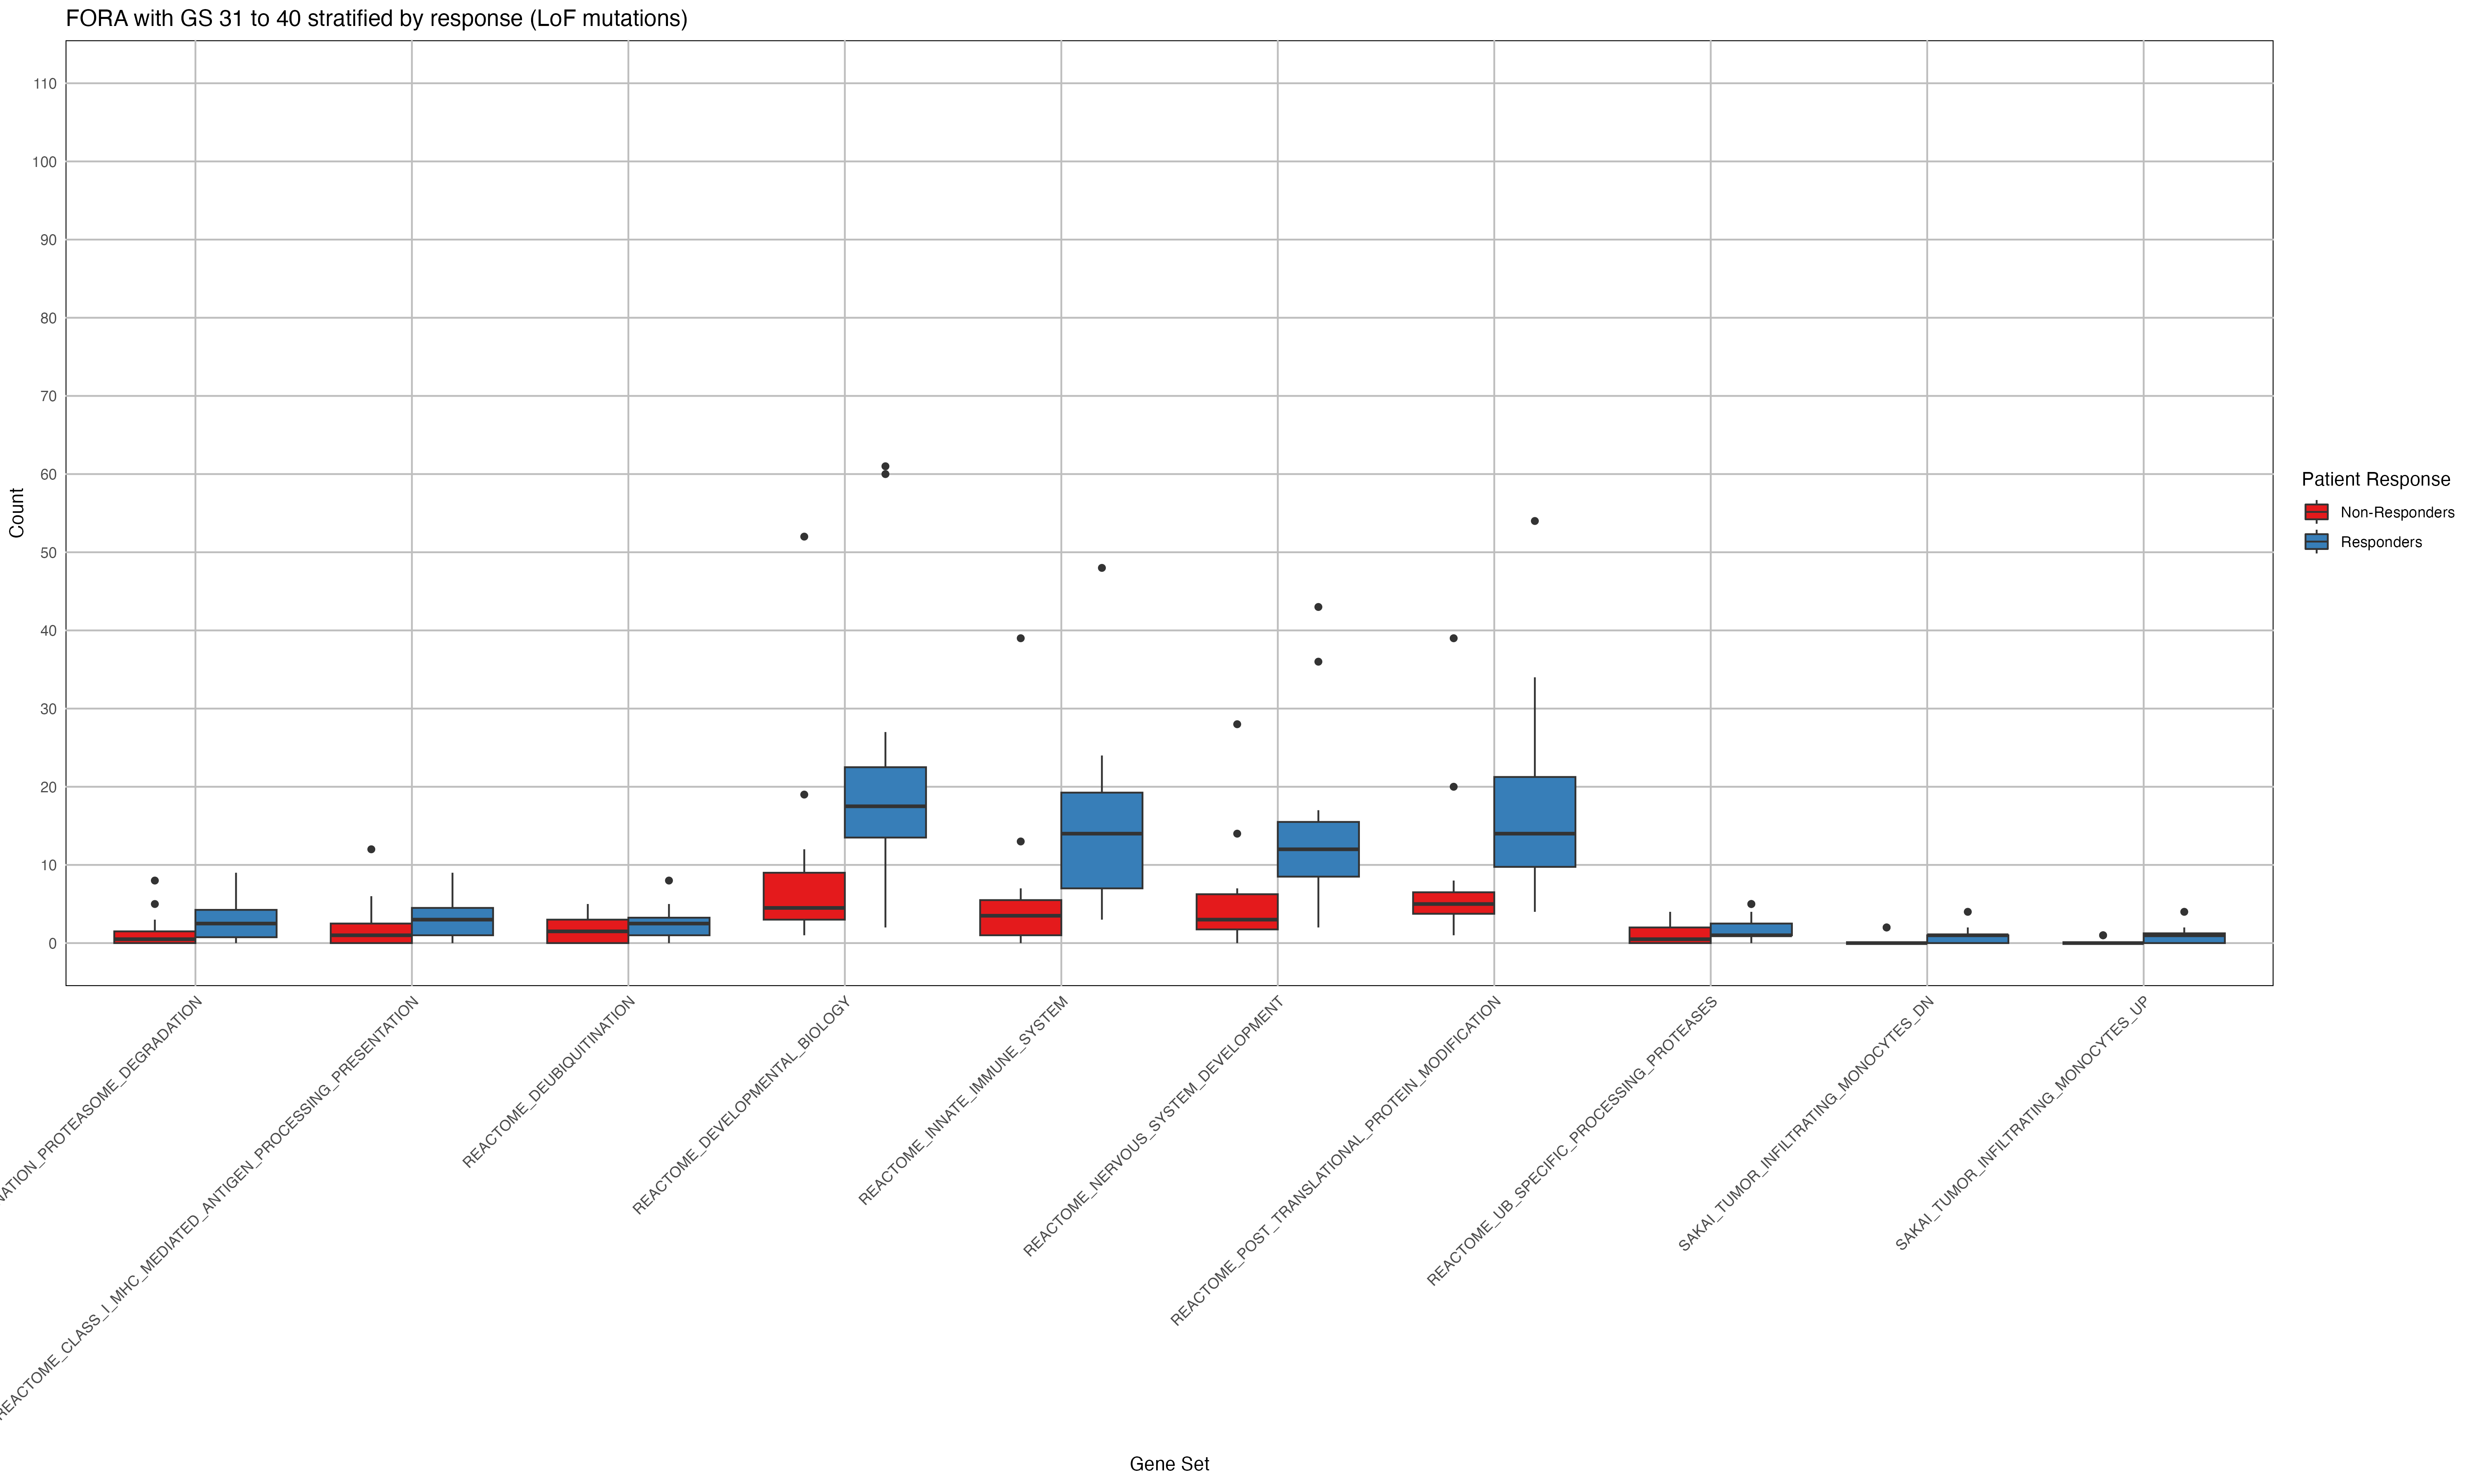 FORA with GS 31 to 40 stratified by response (LoF mutations)
Count
110
100
90
80
70
60
50
40
30
20
10
0
NATION_PROTEASOME_DEGRADATION
REACTOME_CLASS_I_MHC_MEDIATED_ANTIGEN_PROCESSING_PRESENTATION
REACTOME_DEUBIQUITINATION
REACTOME_DEVELOPMENTAL_BIOLOGY
REACTOME_INNATE_IMMUNE_SYSTEM
REACTOME_NERVOUS_SYSTEM_DEVELOPMENT
REACTOME_POST_TRANSLATIONAL_PROTEIN_MODIFICATION
REACTOME_UB_SPECIFIC_PROCESSING_PROTEASES
SAKAI_TUMOR_INFILTRATING_MONOCYTES_DN
SAKAI_TUMOR_INFILTRATING_MONOCYTES_UP
Gene Set
Patient Response
Non-Responders
Responders